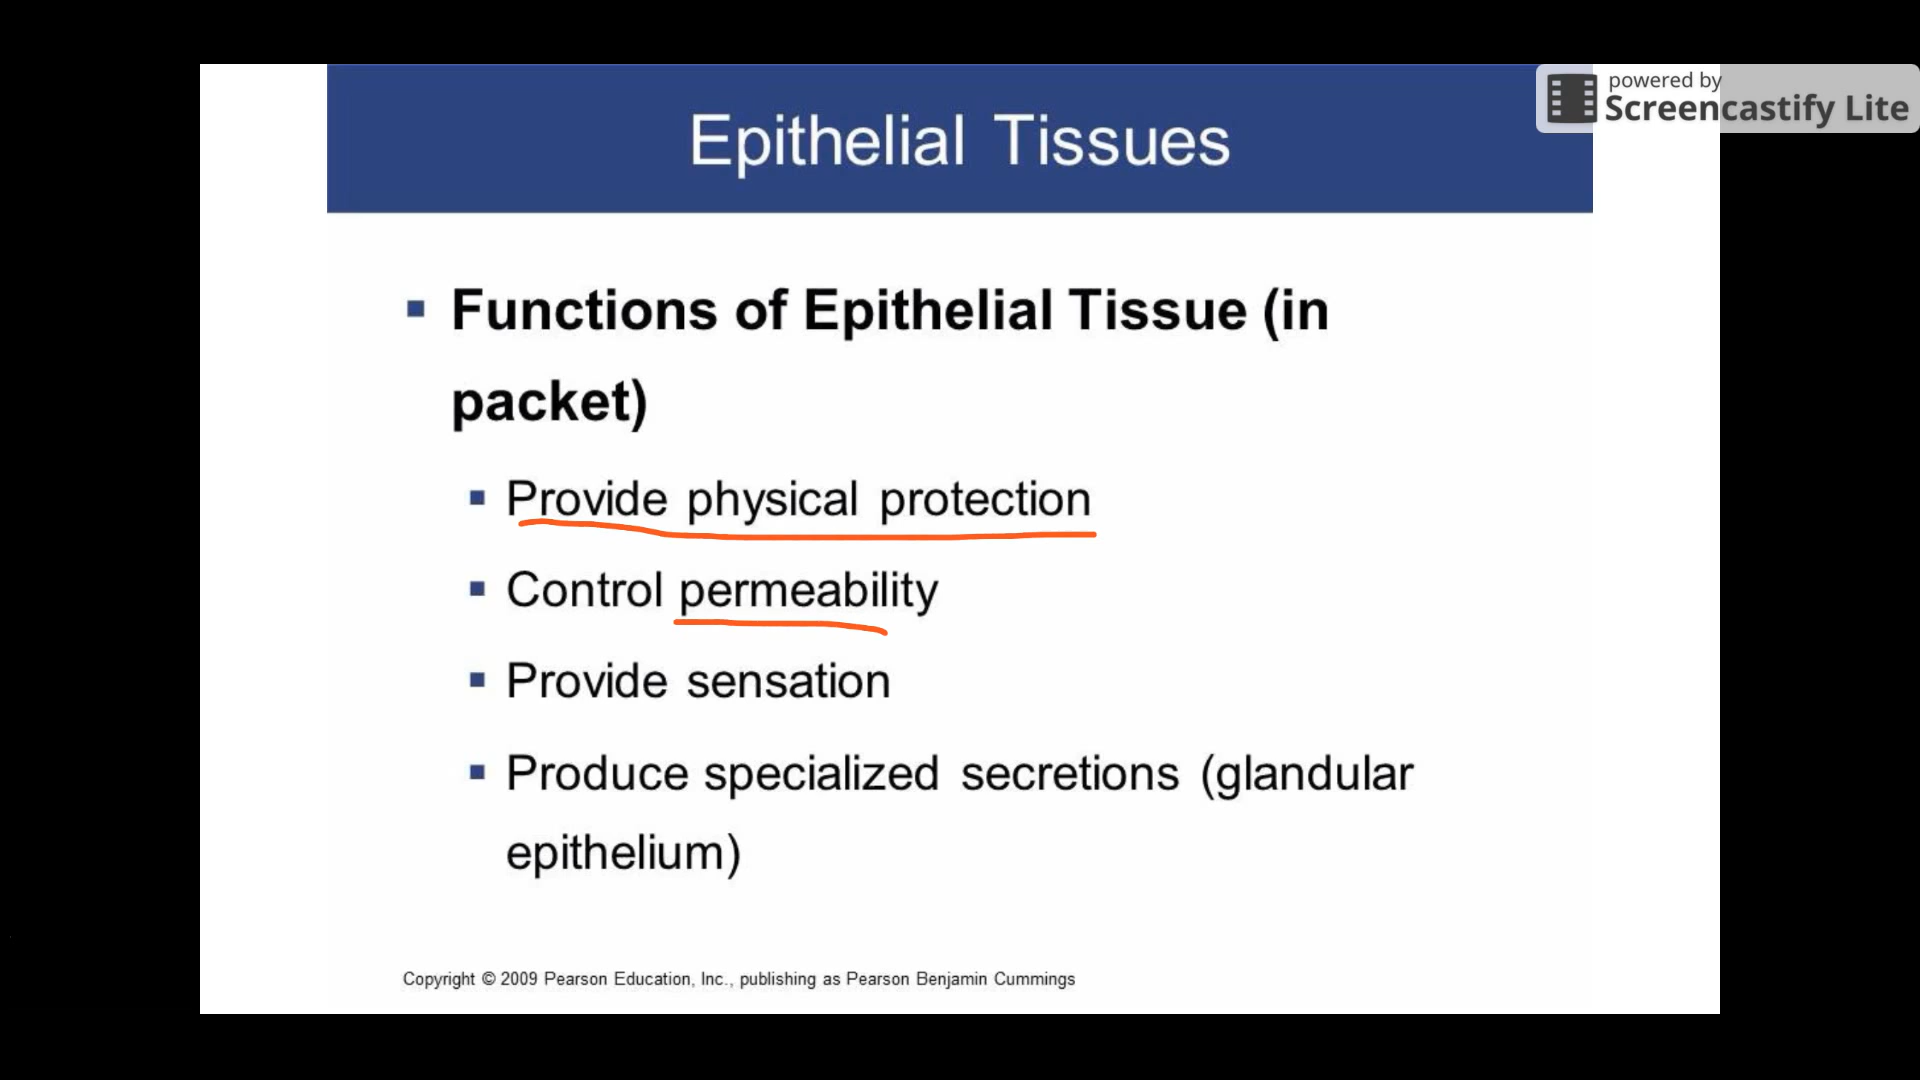 powered by
Screencastify Lite
Epithelial Tissues
▪ Functions of Epithelial Tissue (in
packet)
▪ Provide physical protection
▪ Control permeability
▪ Provide sensation
▪ Produce specialized secretions (glandular
epithelium)
Copyright © 2009 Pearson Education, Inc., publishing as Pearson Benjamin Cummings